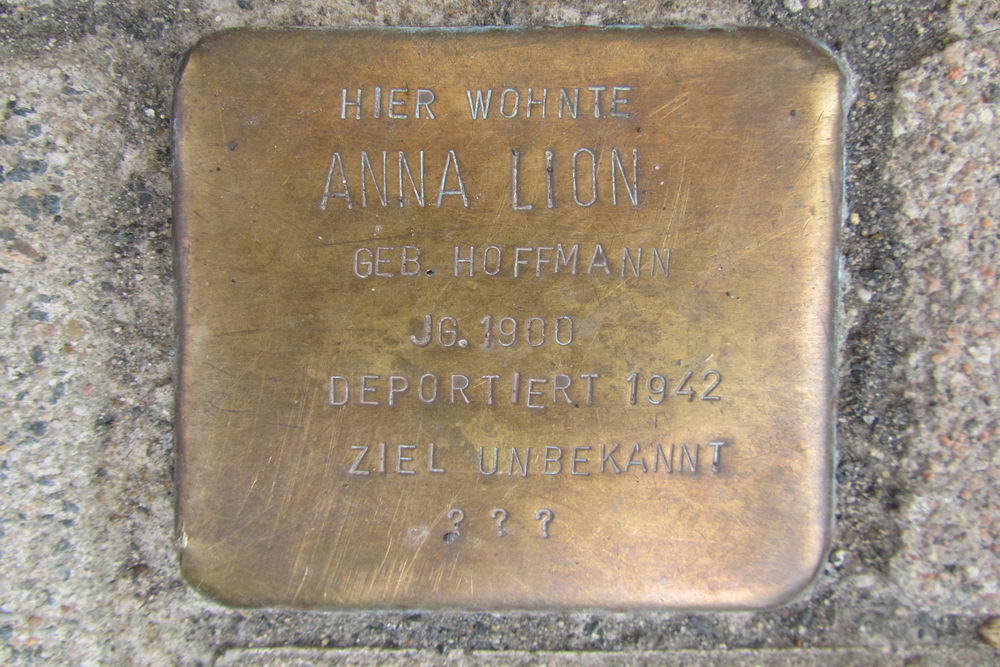 HIER WOHNTE
ANNA LION
GEB. HOFFMANN
JG. 1900
DEPORTIERT 1942
ZIEL UNBEKANNT
? ? ?